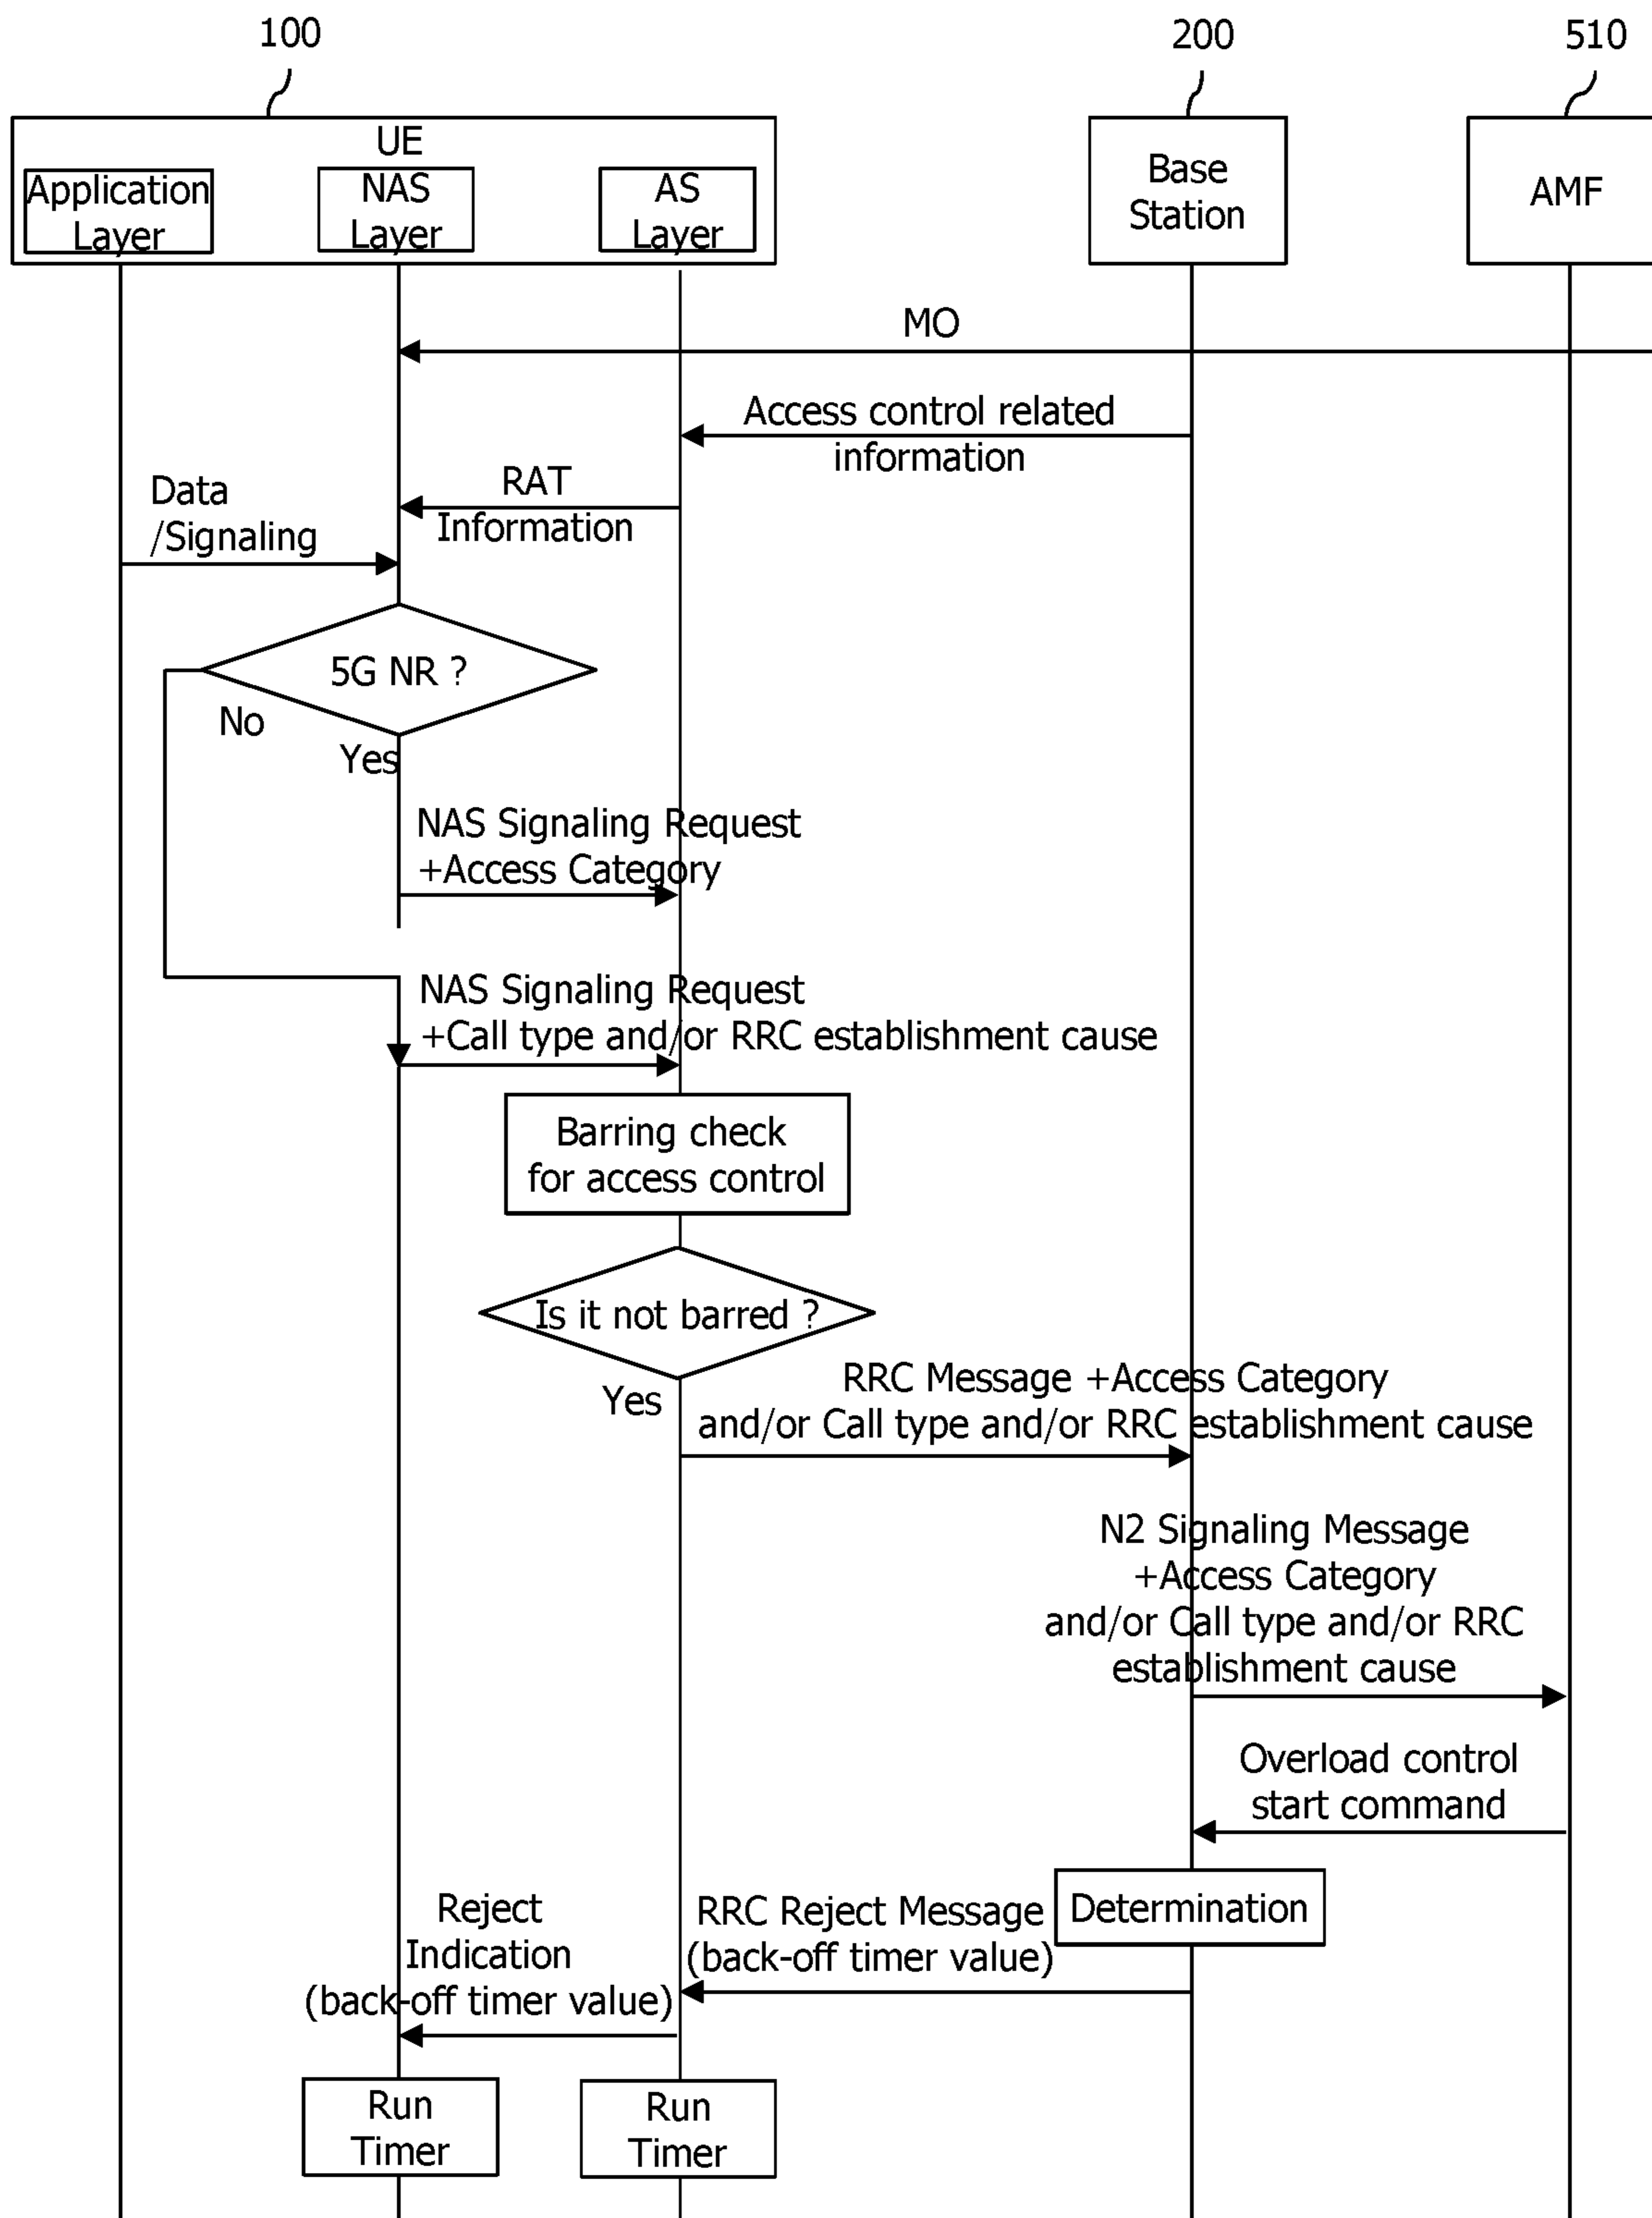 100
200
510
UE
Application
Layer
NAS
Layer
AS
Layer
Base
Station
AMF
MO
Access control related
information
RAT
Information
Data
/Signaling
5G NR ?
No
Yes
NAS Signaling Request
+Access Category
NAS Signaling Request
+Call type and/or RRC establishment cause
Barring check
for access control
Is it not barred ?
Yes
RRC Message +Access Category
and/or Call type and/or RRC establishment cause
N2 Signaling Message
+Access Category
and/or Call type and/or RRC
establishment cause
Overload control
start command
Determination
RRC Reject Message
(back-off timer value)
Reject
Indication
(back-off timer value)
Run
Timer
Run
Timer